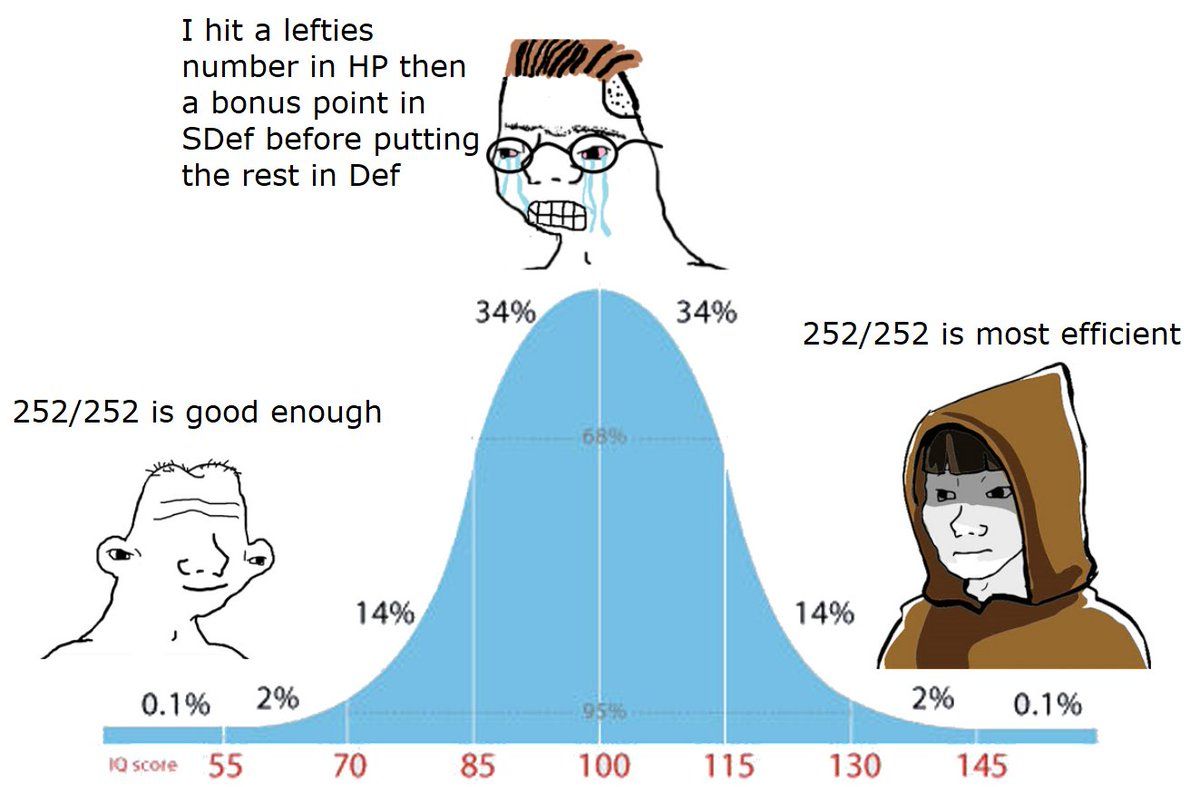 I hit a lefties
number in HP then
a bonus point in
SDef before putting
the rest in Def
34%
34%
252/252 is most efficient
252/252 is good enough
68%
14%
14%
0.1%
2%
95%
2%
0.1%
IQ score
55
70
85
100
115
130
145